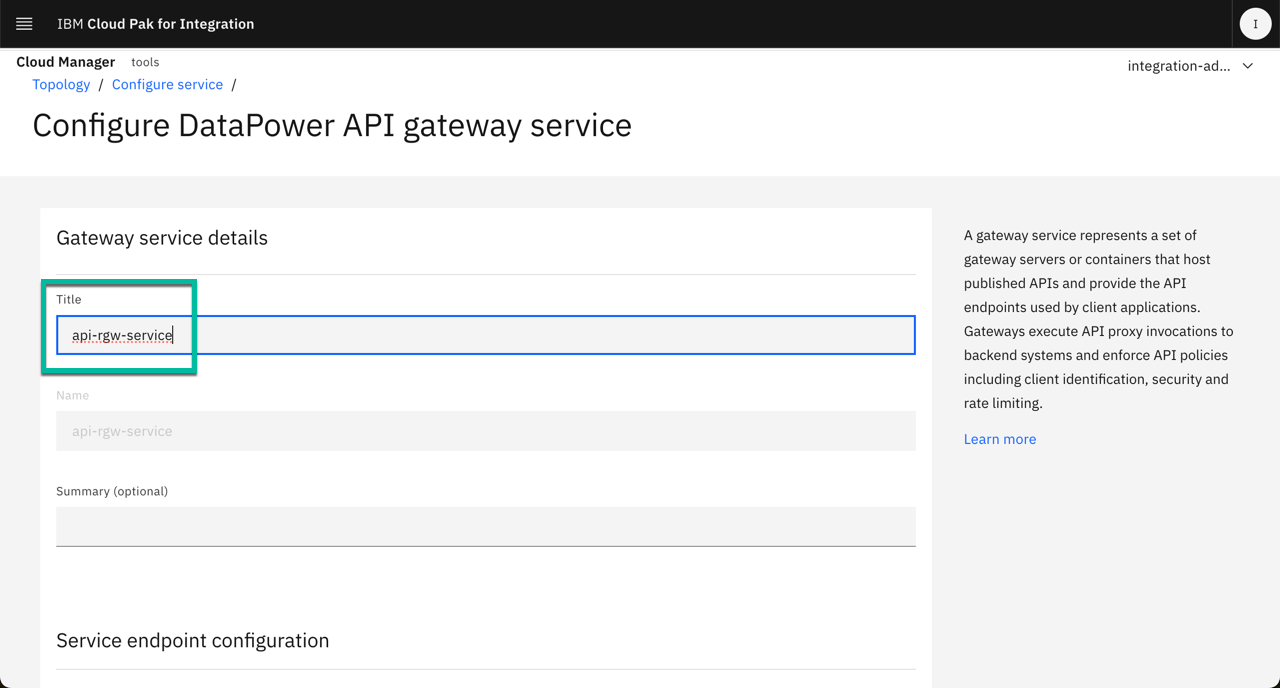 IBM Cloud Pak for Integration
I
Cloud Manager tools
integration-ad...
Topology / Configure service /
Configure DataPower API gateway service
Gateway service details
Title
api-rgw-service
Name
api-rgw-service
Summary (optional)
Service endpoint configuration
A gateway service represents a set of
gateway servers or containers that host
published APIs and provide the API
endpoints used by client applications.
Gateways execute API proxy invocations to
backend systems and enforce API policies
including client identification, security and
rate limiting.
Learn more